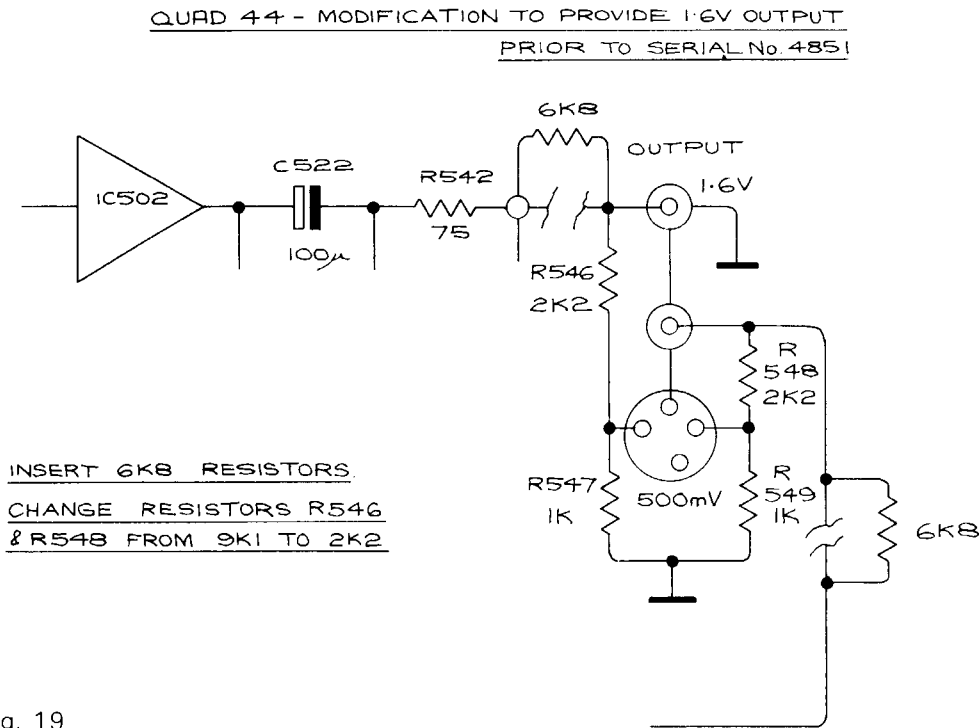 QUAD 44 - MODIFICATION TO PROVIDE 1·6V OUTPUT
PRIOR TO SERIAL No. 4851
6K8
OUTPUT
C522
R542
1·6V
IC502
75
100µ
R546
2K2
R
548
2K2
INSERT 6K8 RESISTORS.
R547
1K
500mV
R
549
1K
CHANGE RESISTORS R546
& R548 FROM 9K1 TO 2K2
6K8
g. 19